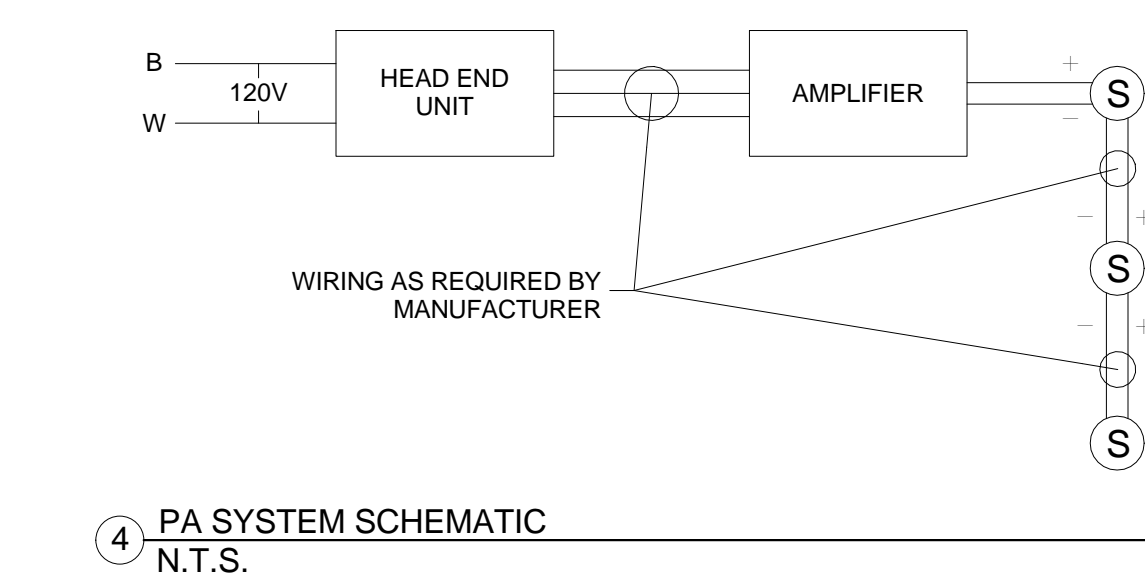 B
120V
W
HEAD END
UNIT
AMPLIFIER
+
−
S
− +
S
− +
S
WIRING AS REQUIRED BY
MANUFACTURER
4 PA SYSTEM SCHEMATIC
N.T.S.